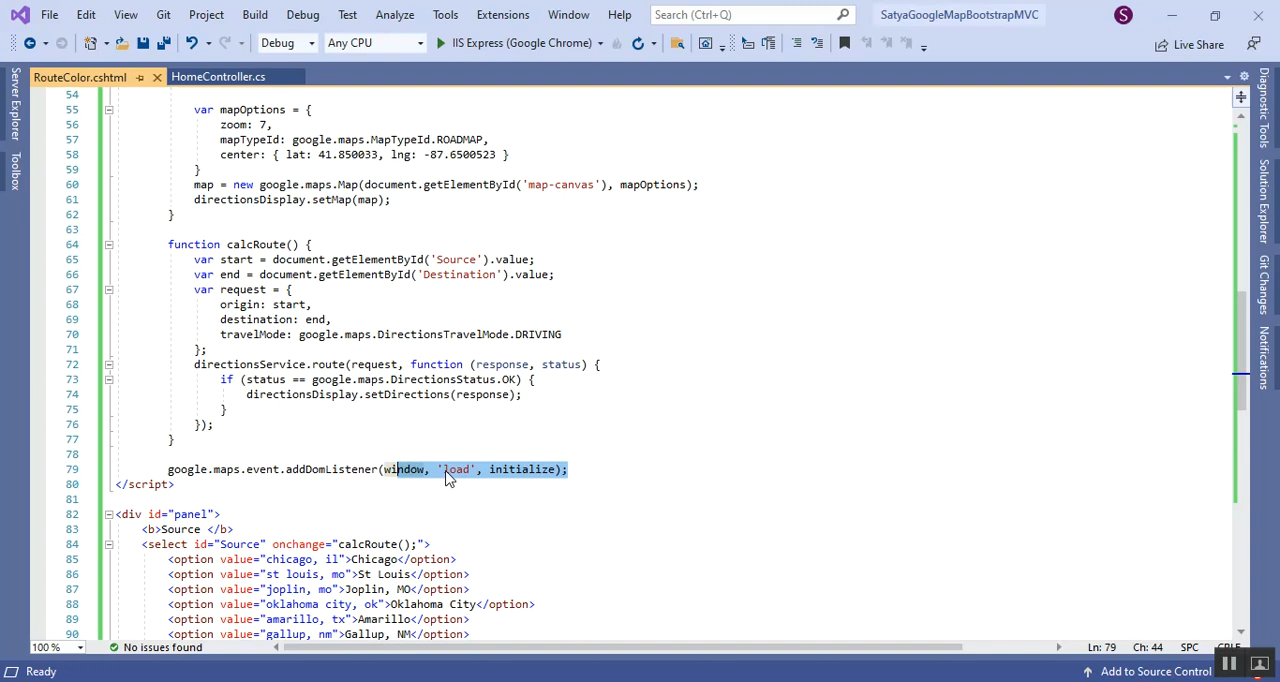 File Edit View Git Project Build Debug Test Analyze Tools Extensions Window Help Search (Ctrl+Q) SatyaGoogleMapBootstrapMVC S
Debug Any CPU IIS Express (Google Chrome) Live Share
RouteColor.cshtml HomeController.cs
Server Explorer
Toolbox
Diagnostic Tools
Solution Explorer
Git Changes
Notifications
54
55 var mapOptions = {
56 zoom: 7,
57 mapTypeId: google.maps.MapTypeId.ROADMAP,
58 center: { lat: 41.850033, lng: -87.6500523 }
59 }
60 map = new google.maps.Map(document.getElementById('map-canvas'), mapOptions);
61 directionsDisplay.setMap(map);
62 }
63
64 function calcRoute() {
65 var start = document.getElementById('Source').value;
66 var end = document.getElementById('Destination').value;
67 var request = {
68 origin: start,
69 destination: end,
70 travelMode: google.maps.DirectionsTravelMode.DRIVING
71 };
72 directionsService.route(request, function (response, status) {
73 if (status == google.maps.DirectionsStatus.OK) {
74 directionsDisplay.setDirections(response);
75 }
76 });
77 }
78
79 google.maps.event.addDomListener(window, 'load', initialize);
80 </script>
81
82 <div id="panel">
83 <b>Source </b>
84 <select id="Source" onchange="calcRoute();">
85 <option value="chicago, il">Chicago</option>
86 <option value="st louis, mo">St Louis</option>
87 <option value="joplin, mo">Joplin, MO</option>
88 <option value="oklahoma city, ok">Oklahoma City</option>
89 <option value="amarillo, tx">Amarillo</option>
90 <option value="gallup, nm">Gallup, NM</option>
100 % No issues found Ln: 79 Ch: 44 SPC CRLF
Ready Add to Source Control